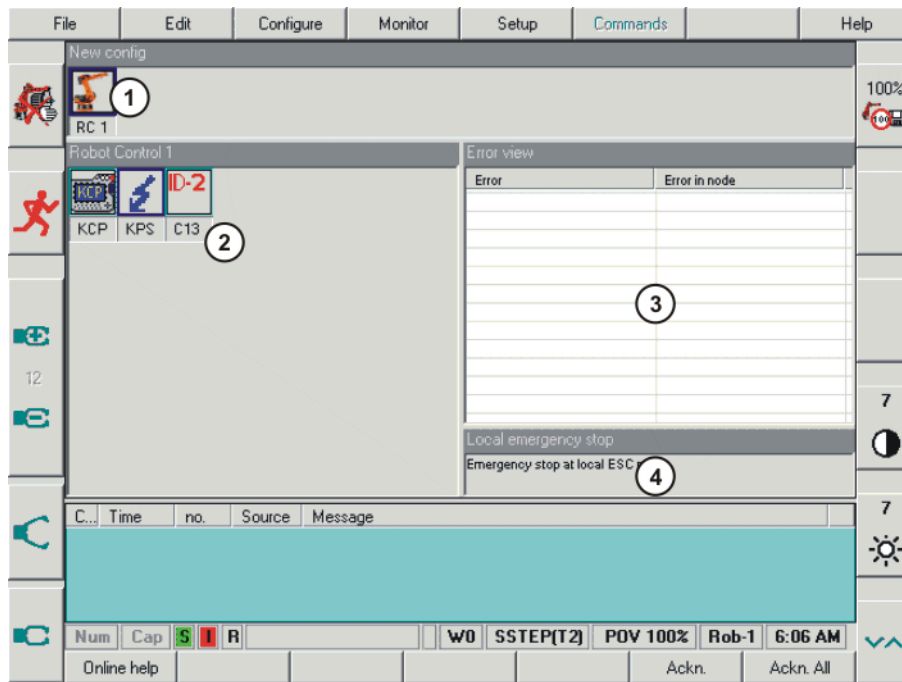 File Edit Configure Monitor Setup Commands Help
New config
1
RC 1
100%
100
Robot Control 1
Error view
KCP
ID-2
Error Error in node
KCP KPS C13
2
3
12
7
Local emergency stop
Emergency stop at local ESC
4
C... Time no. Source Message
7
Num Cap S I R W0 SSTEP(T2) POV 100% Rob-1 6:06 AM
Online help Ackn. Ackn. All